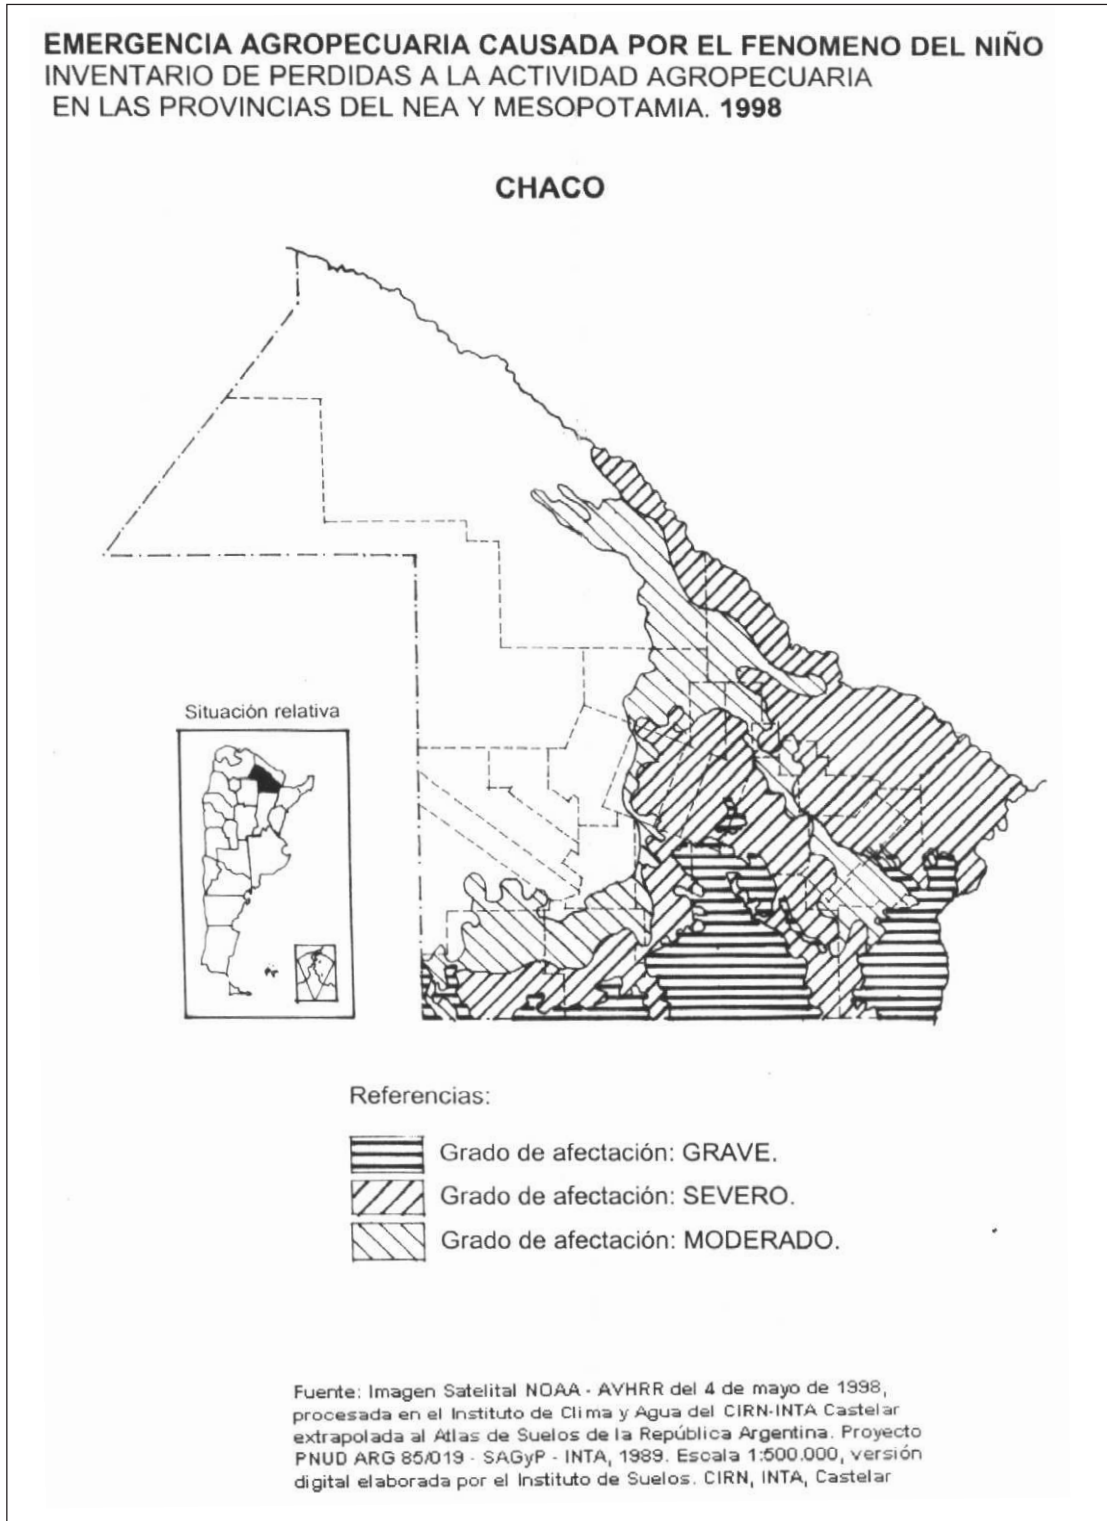 EMERGENCIA AGROPECUARIA CAUSADA POR EL FENOMENO DEL NIÑO
INVENTARIO DE PERDIDAS A LA ACTIVIDAD AGROPECUARIA
EN LAS PROVINCIAS DEL NEA Y MESOPOTAMIA. 1998
CHACO
Situación relativa
Referencias:
Grado de afectación: GRAVE.
Grado de afectación: SEVERO.
Grado de afectación: MODERADO.
Fuente: Imagen Satelital NOAA - AVHRR del 4 de mayo de 1998,
procesada en el Instituto de Clima y Agua del CIRN-INTA Castelar
extrapolada al Atlas de Suelos de la República Argentina. Proyecto
PNUD ARG 85/019 - SAGyP - INTA, 1989. Escala 1:500.000, versión
digital elaborada por el Instituto de Suelos. CIRN, INTA, Castelar